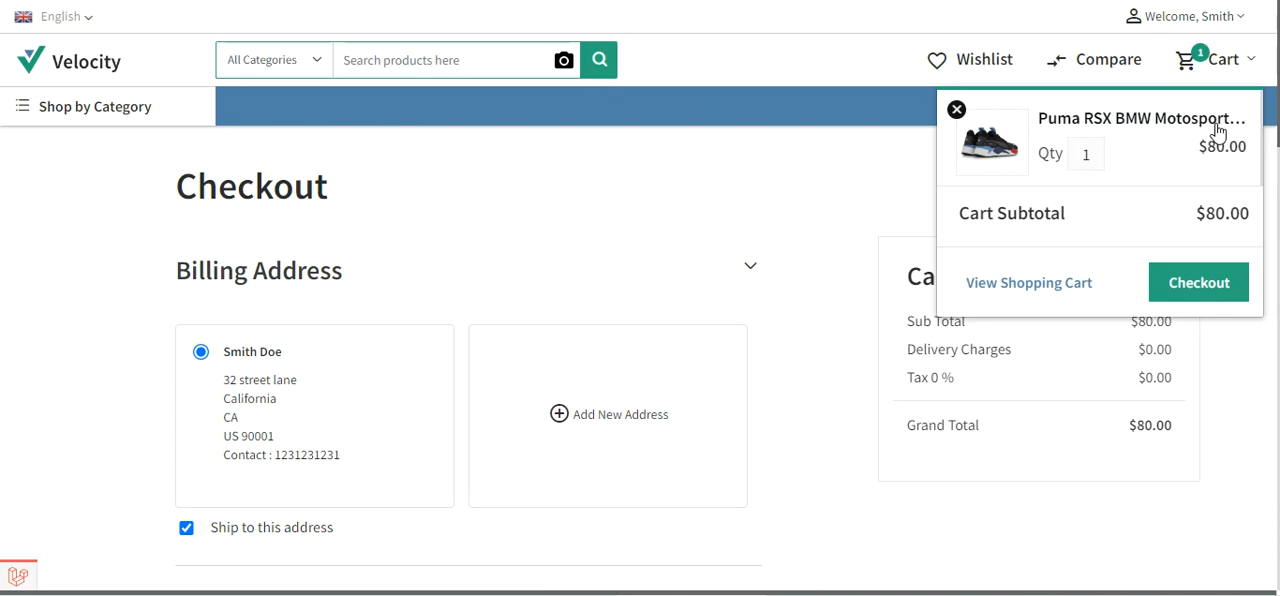 English
Welcome, Smith
Velocity
All Categories
Search products here
Wishlist
Compare
1
Cart
Shop by Category
Puma RSX BMW Motosport...
Qty 1
$80.00
Cart Subtotal $80.00
View Shopping Cart
Checkout
Checkout
Billing Address
Smith Doe
32 street lane
California
CA
US 90001
Contact : 1231231231
Add New Address
Ship to this address
Ca
Sub Total $80.00
Delivery Charges $0.00
Tax 0 % $0.00
Grand Total $80.00